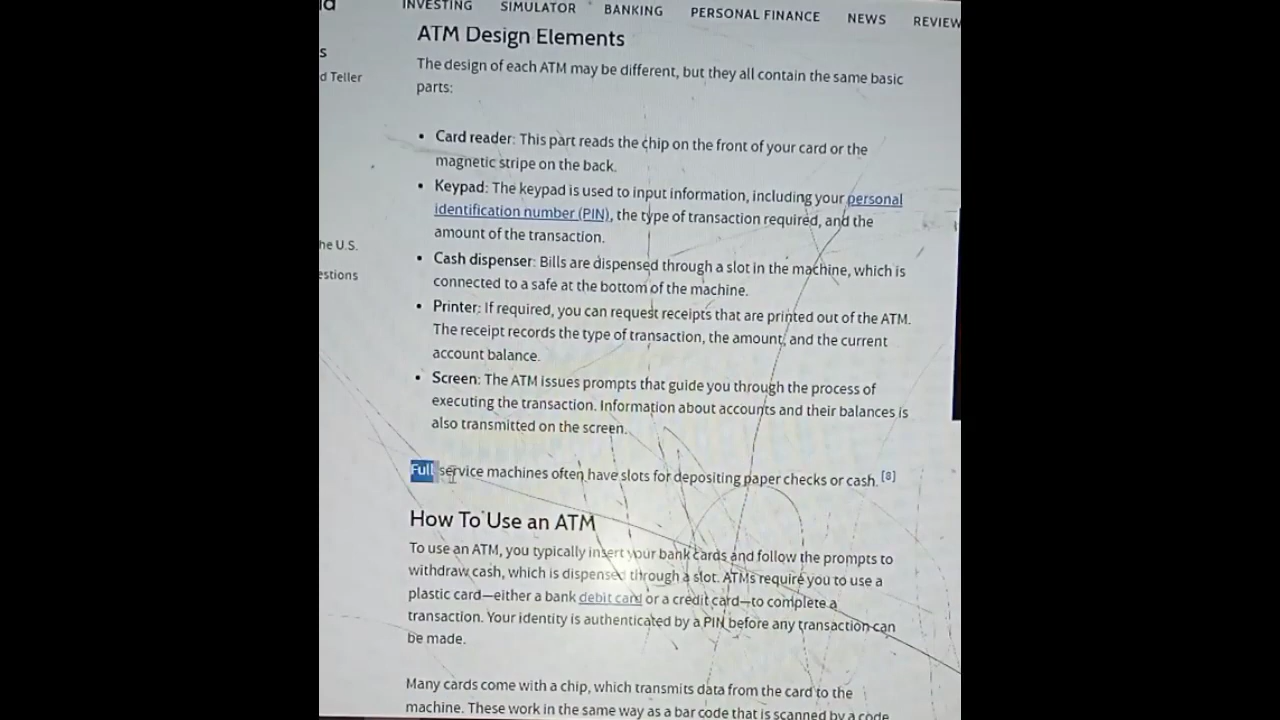 INVESTING SIMULATOR BANKING PERSONAL FINANCE NEWS REVIEW
s
d Teller
he U.S.
estions
ATM Design Elements
The design of each ATM may be different, but they all contain the same basic
parts:
• Card reader: This part reads the chip on the front of your card or the
magnetic stripe on the back.
• Keypad: The keypad is used to input information, including your personal
identification number (PIN), the type of transaction required, and the
amount of the transaction.
• Cash dispenser: Bills are dispensed through a slot in the machine, which is
connected to a safe at the bottom of the machine.
• Printer: If required, you can request receipts that are printed out of the ATM.
The receipt records the type of transaction, the amount, and the current
account balance.
• Screen: The ATM issues prompts that guide you through the process of
executing the transaction. Information about accounts and their balances is
also transmitted on the screen.
Full service machines often have slots for depositing paper checks or cash. [8]
How To Use an ATM
To use an ATM, you typically insert your bank cards and follow the prompts to
withdraw cash, which is dispensed through a slot. ATMs require you to use a
plastic card—either a bank debit card or a credit card—to complete a
transaction. Your identity is authenticated by a PIN before any transaction can
be made.
Many cards come with a chip, which transmits data from the card to the
machine. These work in the same way as a bar code that is scanned by a code